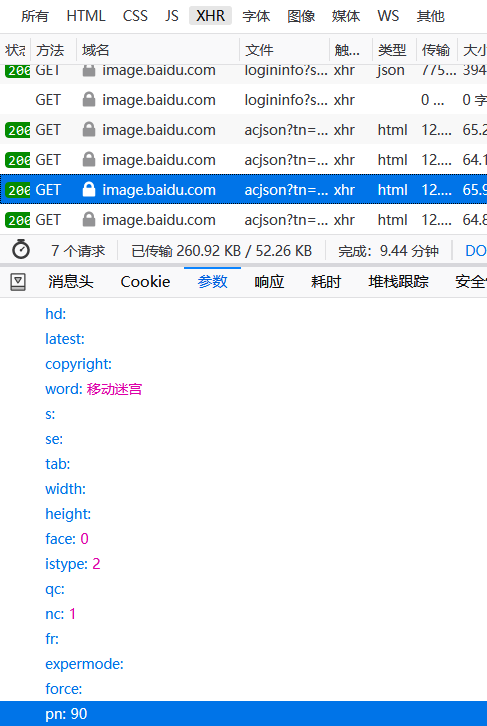 所有 HTML CSS JS XHR 字体 图像 媒体 WS 其他
状态 方法 域名 文件 触... 类型 传输 大小
200 GET image.baidu.com logininfo?s... xhr json 775... 394
GET image.baidu.com logininfo?s... xhr 0 ... 0 字
200 GET image.baidu.com acjson?tn=... xhr html 12.... 65.2
200 GET image.baidu.com acjson?tn=... xhr html 12.... 64.1
200 GET image.baidu.com acjson?tn=... xhr html 12.... 65.9
200 GET image.baidu.com acjson?tn=... xhr html 12.... 64.8
7 个请求 已传输 260.92 KB / 52.26 KB 完成：9.44 分钟 DO
消息头 Cookie 参数 响应 耗时 堆栈跟踪 安全
hd:
latest:
copyright:
word: 移动迷宫
s:
se:
tab:
width:
height:
face: 0
istype: 2
qc:
nc: 1
fr:
expermode:
force:
pn: 90